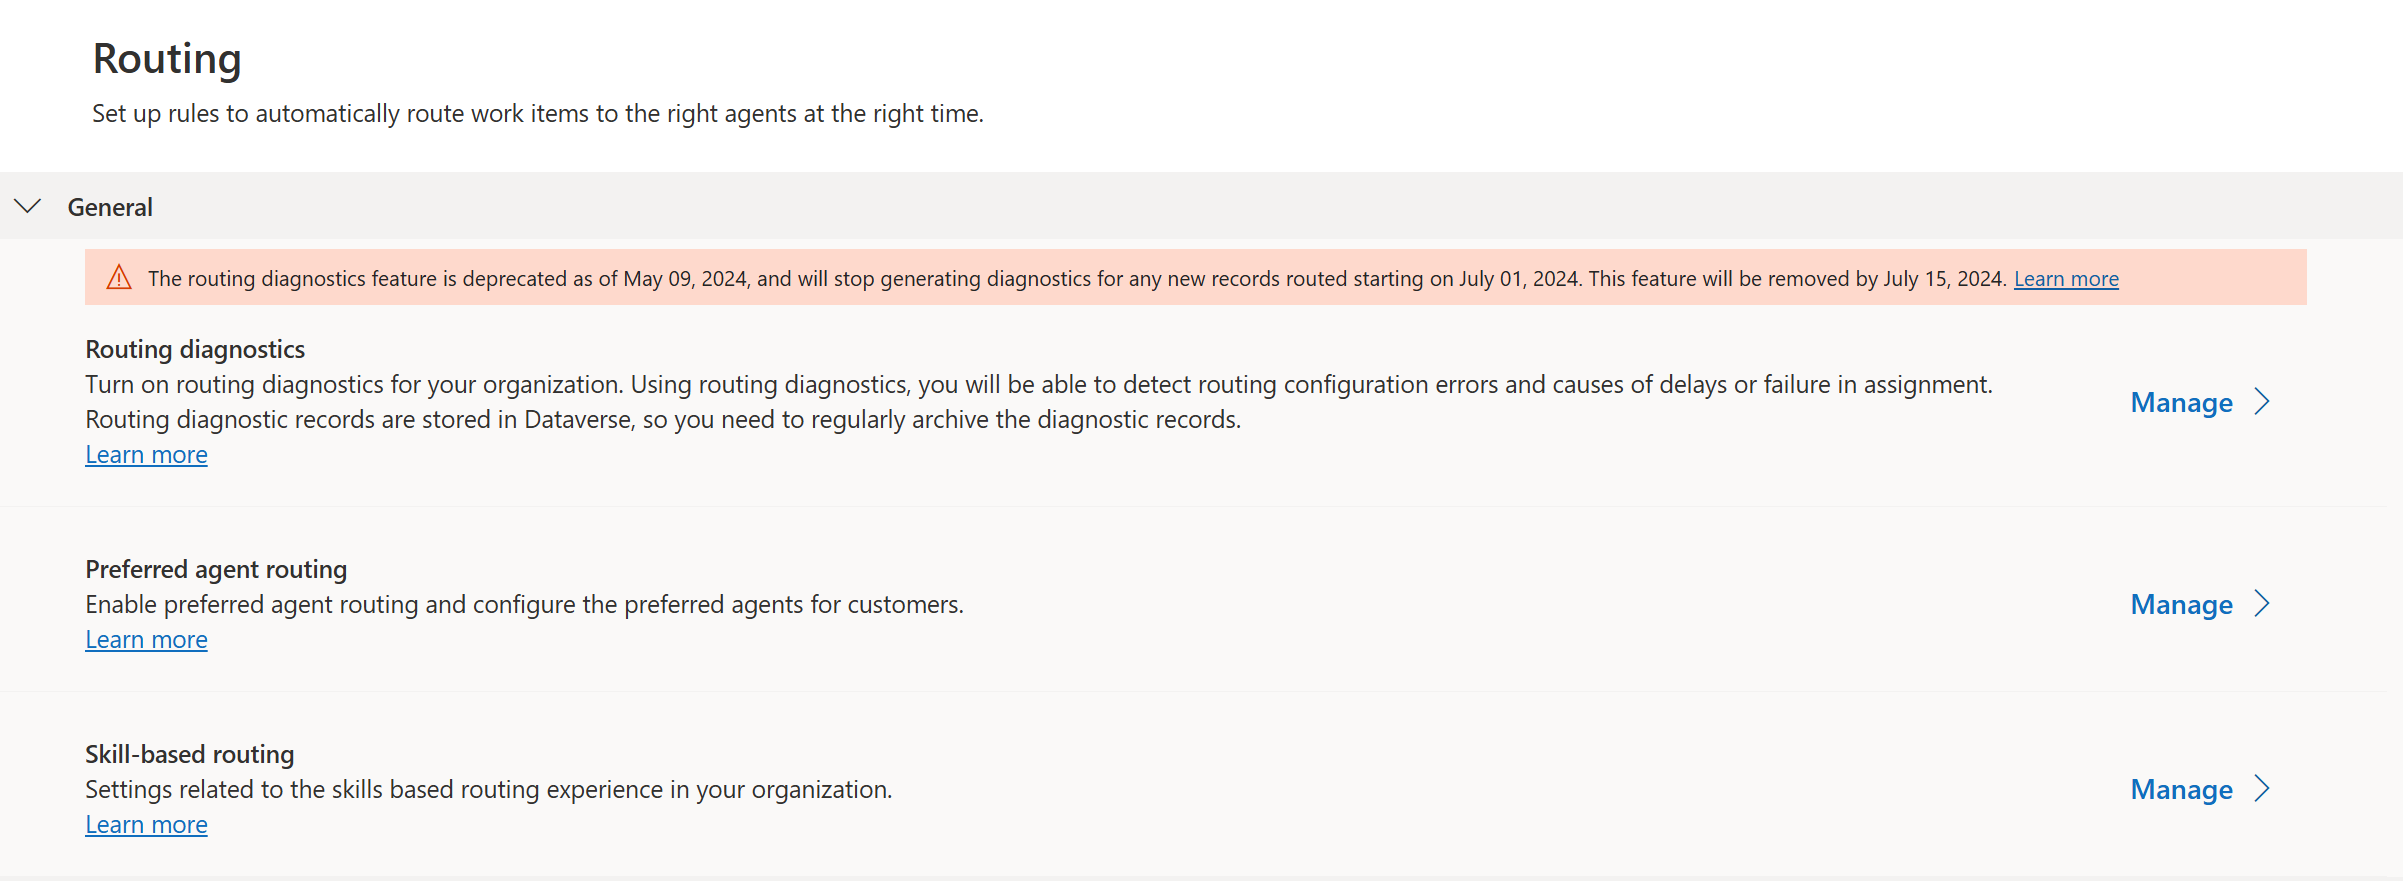 Routing
Set up rules to automatically route work items to the right agents at the right time.
General
The routing diagnostics feature is deprecated as of May 09, 2024, and will stop generating diagnostics for any new records routed starting on July 01, 2024. This feature will be removed by July 15, 2024. Learn more
Routing diagnostics
Turn on routing diagnostics for your organization. Using routing diagnostics, you will be able to detect routing configuration errors and causes of delays or failure in assignment.
Routing diagnostic records are stored in Dataverse, so you need to regularly archive the diagnostic records.
Learn more
Manage
Preferred agent routing
Enable preferred agent routing and configure the preferred agents for customers.
Learn more
Manage
Skill-based routing
Settings related to the skills based routing experience in your organization.
Learn more
Manage